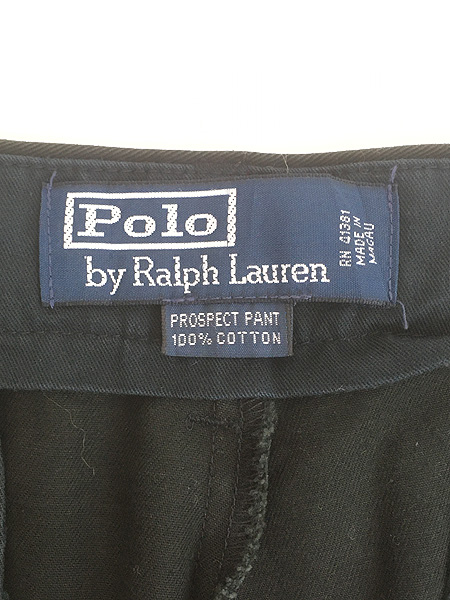 Polo
by Ralph Lauren
RN 41381
MADE IN
MACAU
PROSPECT PANT
100% COTTON